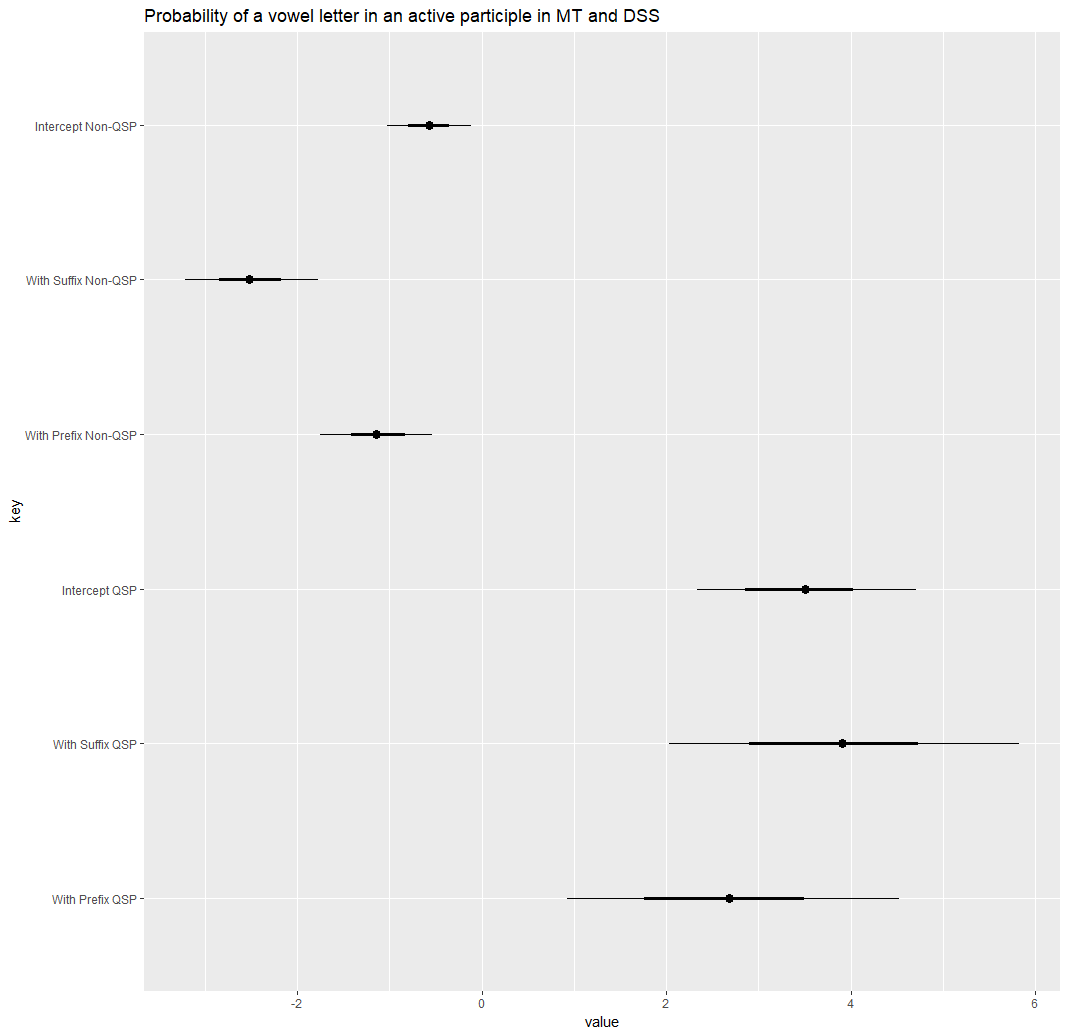 Probability of a vowel letter in an active participle in MT and DSS
Intercept Non-QSP
With Suffix Non-QSP
With Prefix Non-QSP
key
Intercept QSP
With Suffix QSP
With Prefix QSP
-2 0 2 4 6
value